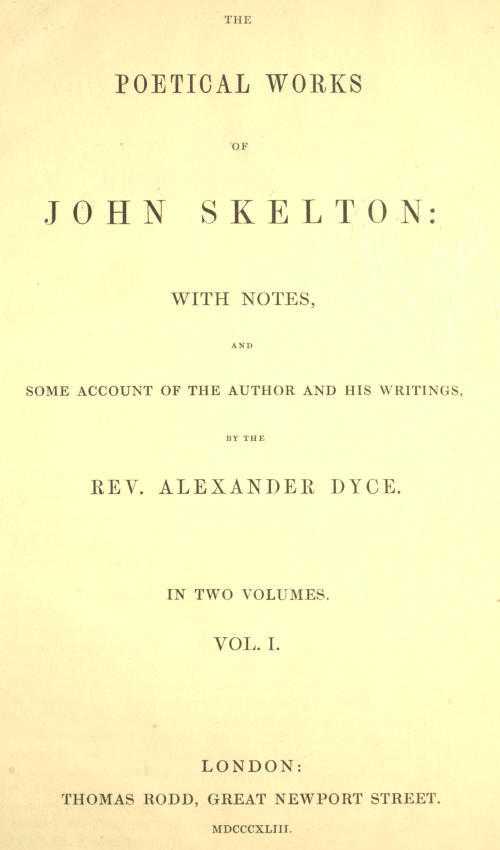 THE
POETICAL WORKS
OF
JOHN SKELTON:
WITH NOTES,
AND
SOME ACCOUNT OF THE AUTHOR AND HIS WRITINGS,
BY THE
REV. ALEXANDER DYCE.
IN TWO VOLUMES.
VOL. I.
LONDON:
THOMAS RODD, GREAT NEWPORT STREET.
MDCCCXLIII.